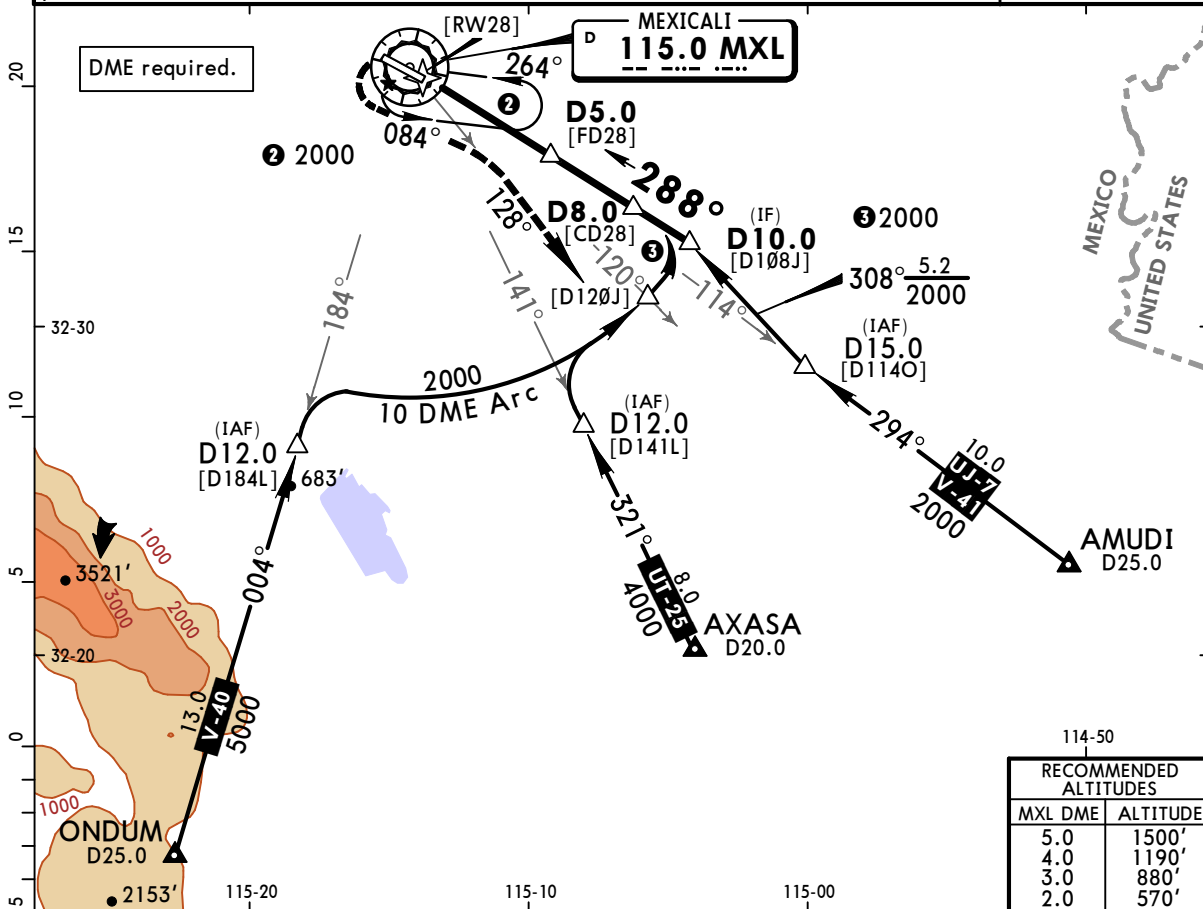 [RW28]
MEXICALI
D
115.0 MXL
DME required.
264°
❷
D5.0
[FD28]
084°
❷ 2000
288°
128°
D8.0
[CD28]
❸
(IF)
D10.0
[D108J]
❸ 2000
MEXICO
UNITED STATES
120°
[D120J]
114°
308° 5.2
2000
184°
141°
(IAF)
D15.0
[D114O]
2000
10 DME Arc
(IAF)
D12.0
[D184L]
683'
(IAF)
D12.0
[D141L]
294°
10.0
UJ-7
V-41
2000
AMUDI
D25.0
321°
8.0
UT-25
4000
AXASA
D20.0
004°
13.0
V-40
5000
1000
3521'
3000
2000
1000
ONDUM
D25.0
2153'
20
15
10
5
0
5
32-30
32-20
115-20
115-10
115-00
114-50
RECOMMENDED
ALTITUDES
MXL DME ALTITUDE
5.0 1500'
4.0 1190'
3.0 880'
2.0 570'